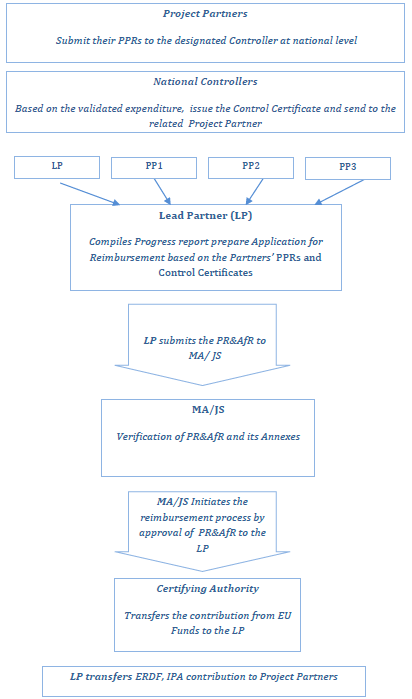 Project Partners
Submit their PPRs to the designated Controller at national level
National Controllers
Based on the validated expenditure, issue the Control Certificate and send to the
related Project Partner
LP
PP1
PP2
PP3
Lead Partner (LP)
Compiles Progress report prepare Application for
Reimbursement based on the Partners' PPRs and
Control Certificates
LP submits the PR&AfR to
MA/ JS
MA/JS
Verification of PR&AfR and its Annexes
MA/JS Initiates the
reimbursement process by
approval of PR&AfR to the
LP
Certifying Authority
Transfers the contribution from EU
Funds to the LP
LP transfers ERDF, IPA contribution to Project Partners